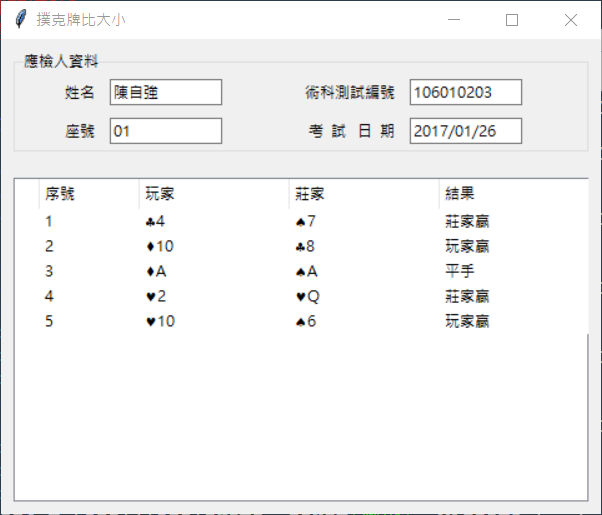 撲克牌比大小
應檢人資料
姓名 陳自強 術科測試編號 106010203
座號 01 考 試 日 期 2017/01/26
序號 玩家 莊家 結果
1 ♣4 ♠7 莊家贏
2 ♦10 ♣8 玩家贏
3 ♦A ♠A 平手
4 ♥2 ♥Q 莊家贏
5 ♥10 ♠6 玩家贏